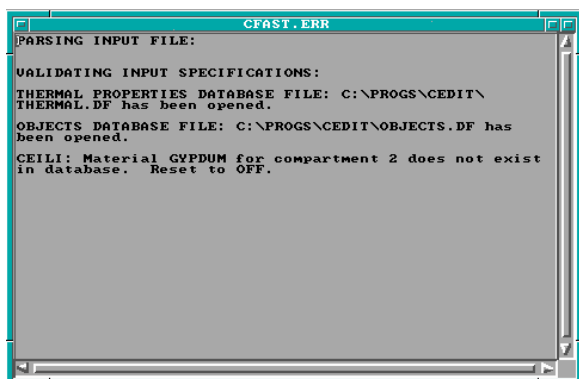 CFAST.ERR
PARSING INPUT FILE:
VALIDATING INPUT SPECIFICATIONS:
THERMAL PROPERTIES DATABASE FILE: C:\PROGS\CEDIT\
THERMAL.DF has been opened.
OBJECTS DATABASE FILE: C:\PROGS\CEDIT\OBJECTS.DF has
been opened.
CEILI: Material GYPDUM for compartment 2 does not exist
in database.  Reset to OFF.